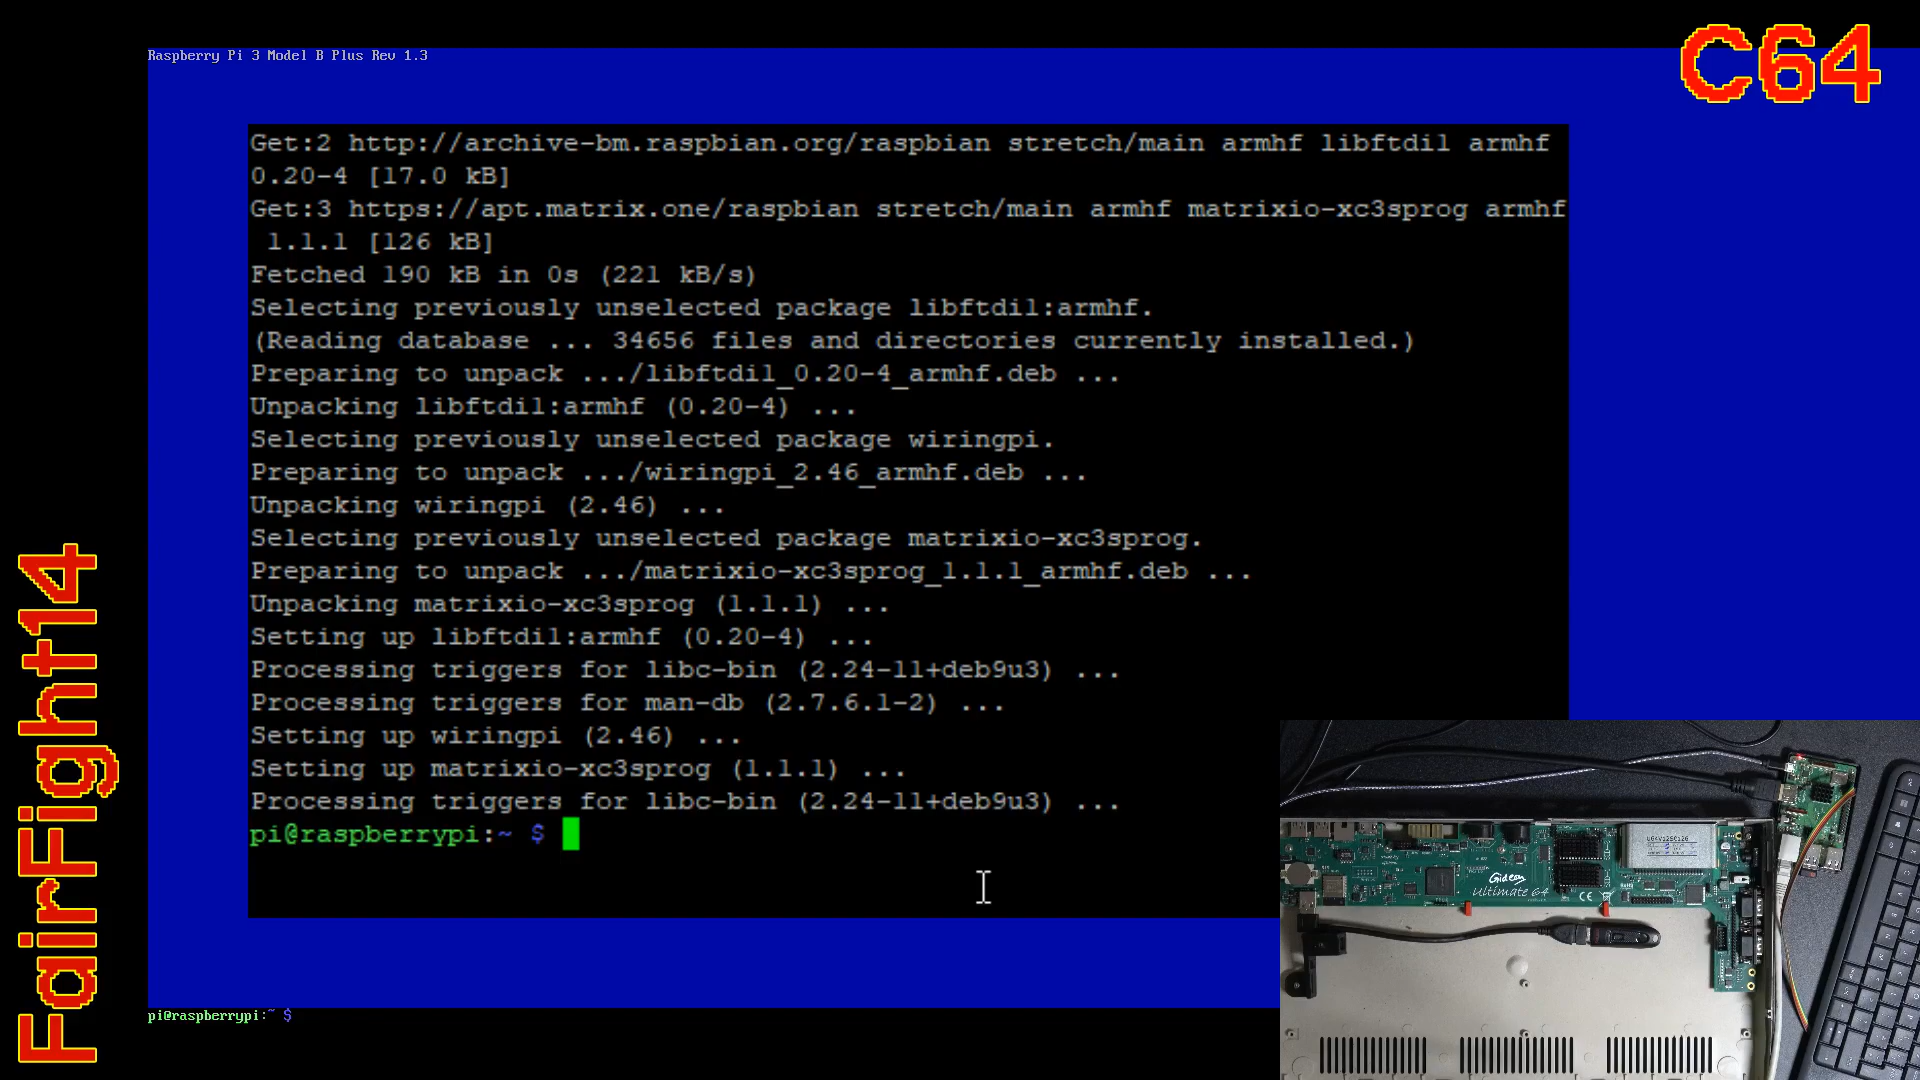 Raspberry Pi 3 Model B Plus Rev 1.3
C64
Get:2 http://archive-bm.raspbian.org/raspbian stretch/main armhf libftdi1 armhf
0.20-4 [17.0 kB]
Get:3 https://apt.matrix.one/raspbian stretch/main armhf matrixio-xc3sprog armhf
1.1.1 [126 kB]
Fetched 190 kB in 0s (221 kB/s)
Selecting previously unselected package libftdi1:armhf.
(Reading database ... 34656 files and directories currently installed.)
Preparing to unpack .../libftdi1_0.20-4_armhf.deb ...
Unpacking libftdi1:armhf (0.20-4) ...
Selecting previously unselected package wiringpi.
Preparing to unpack .../wiringpi_2.46_armhf.deb ...
Unpacking wiringpi (2.46) ...
Selecting previously unselected package matrixio-xc3sprog.
Preparing to unpack .../matrixio-xc3sprog_1.1.1_armhf.deb ...
Unpacking matrixio-xc3sprog (1.1.1) ...
Setting up libftdi1:armhf (0.20-4) ...
Processing triggers for libc-bin (2.24-11+deb9u3) ...
Processing triggers for man-db (2.7.6.1-2) ...
Setting up wiringpi (2.46) ...
Setting up matrixio-xc3sprog (1.1.1) ...
Processing triggers for libc-bin (2.24-11+deb9u3) ...
pi@raspberrypi:~ $
pi@raspberrypi:~ $
FairFight14
Gideon
Ultimate 64
CE